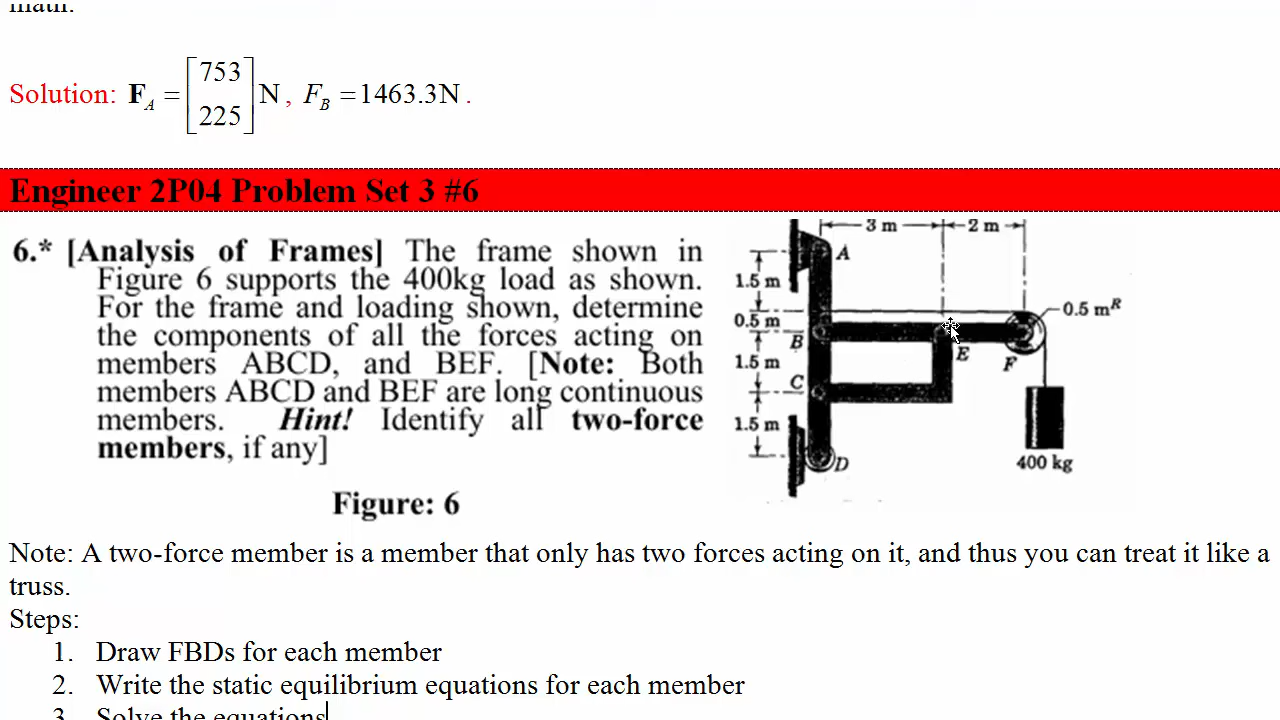 math.
Solution: F_A = [753 225] N, F_B = 1463.3N.
Engineer 2P04 Problem Set 3 #6
6.* [Analysis of Frames] The frame shown in
Figure 6 supports the 400kg load as shown.
For the frame and loading shown, determine
the components of all the forces acting on
members ABCD, and BEF. [Note: Both
members ABCD and BEF are long continuous
members. Hint! Identify all two-force
members, if any]
Figure: 6
3 m 2 m
A
1.5 m
0.5 m
0.5 mR
B
E
F
1.5 m
C
1.5 m
D
400 kg
Note: A two-force member is a member that only has two forces acting on it, and thus you can treat it like a
truss.
Steps:
1. Draw FBDs for each member
2. Write the static equilibrium equations for each member
3. Solve the equations